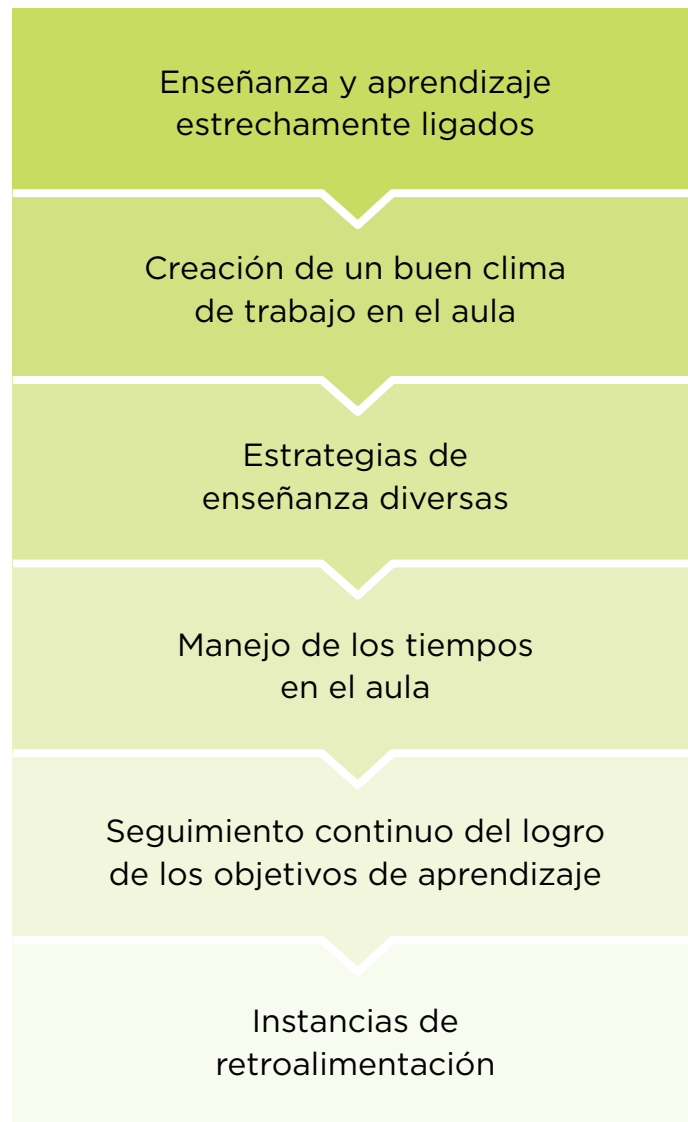 Enseñanza y aprendizaje
estrechamente ligados
Creación de un buen clima
de trabajo en el aula
Estrategias de
enseñanza diversas
Manejo de los tiempos
en el aula
Seguimiento continuo del logro
de los objetivos de aprendizaje
Instancias de
retroalimentación